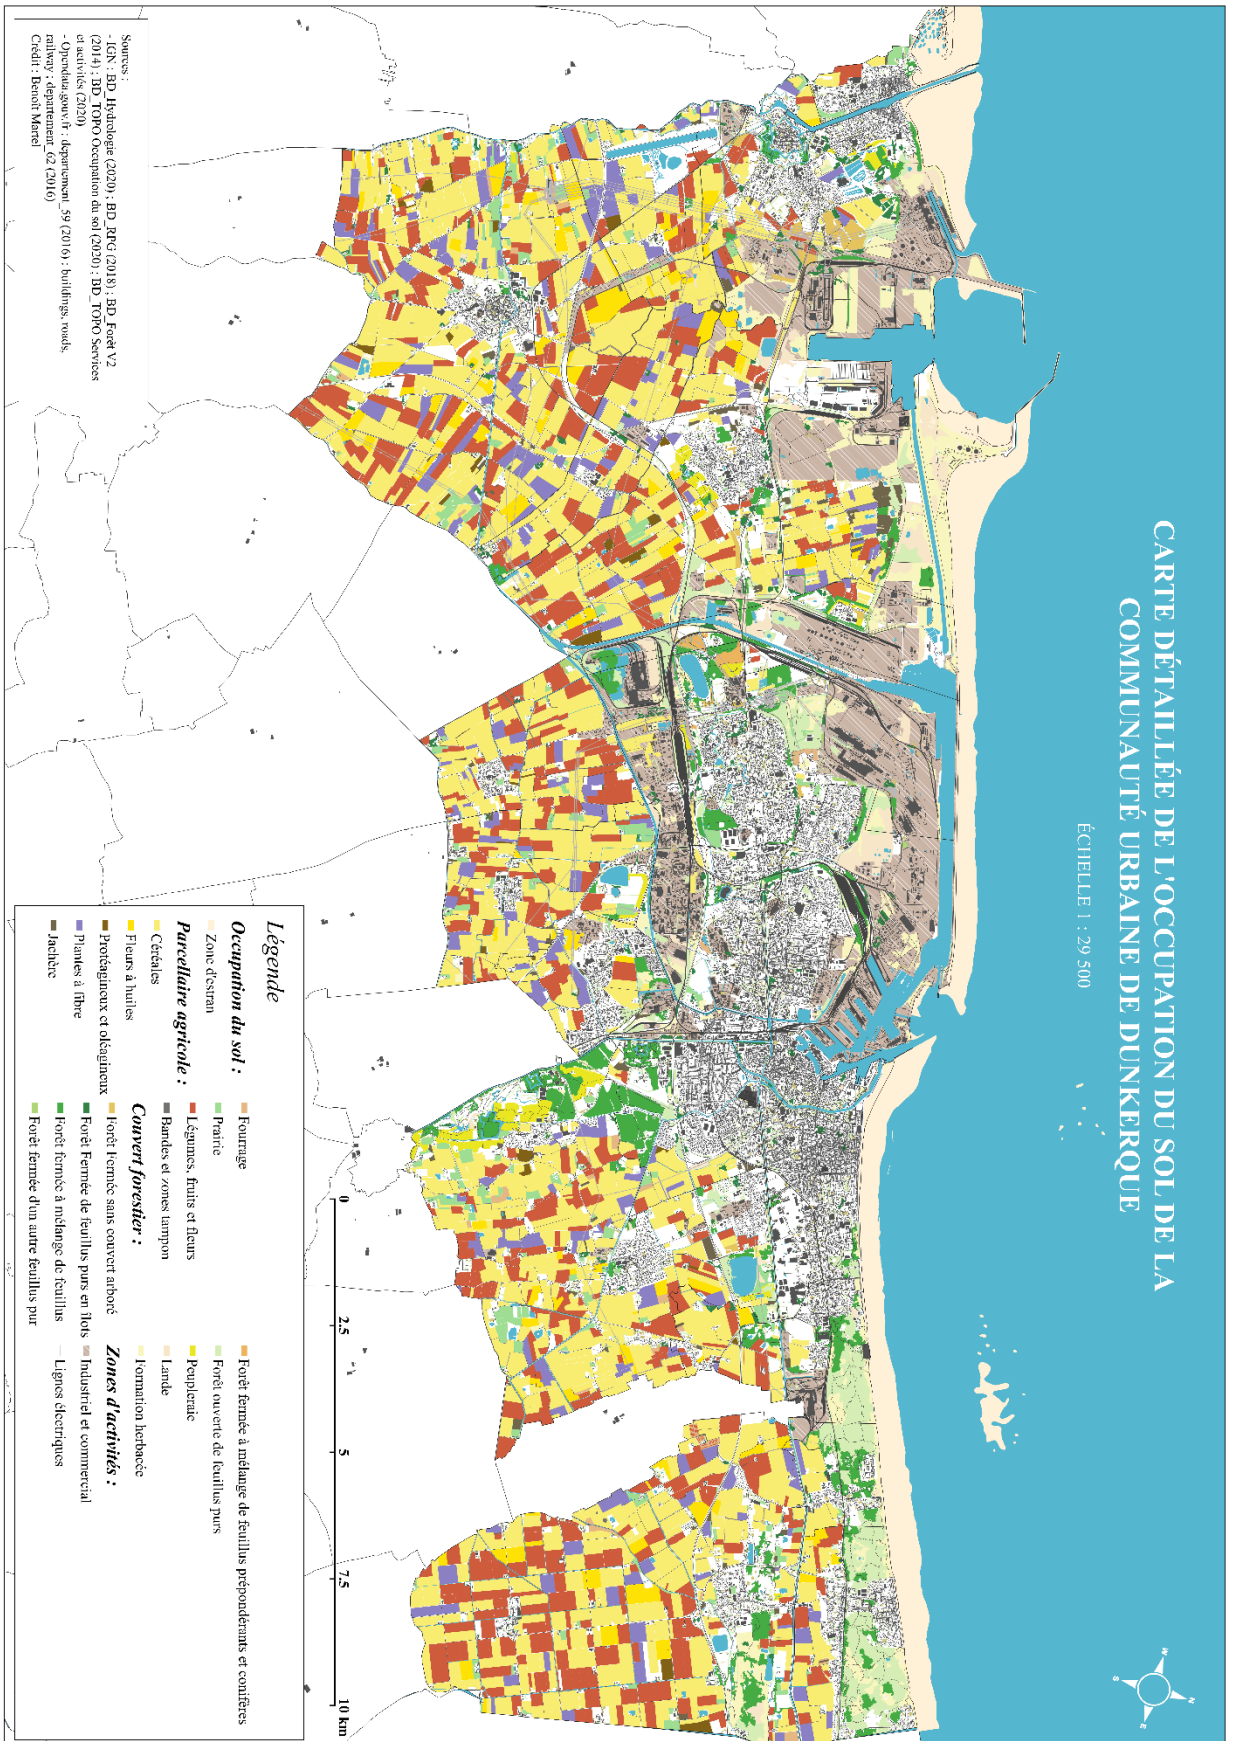 CARTE DÉTAILLÉE DE L'OCCUPATION DU SOL DE LA
COMMUNAUTÉ URBAINE DE DUNKERQUE
ÉCHELLE 1 : 29 500
N
E
S
Légende
Occupation du sol :
Zone d'estran
Parcellaire agricole :
Céréales
Fleurs à huiles
Protéagineux et oléagineux
Plantes à fibre
Jachère
Fourrage
Prairie
Légumes, fruits et fleurs
Bandes et zones tampon
Couvert forestier :
Forêt Fermée sans couvert arboré
Forêt Fermée de feuillus purs en îlots
Forêt fermée à mélange de feuillus
Forêt fermée d'un autre feuillus pur
Forêt fermée à mélange de feuillus prépondérants et conifères
Forêt ouverte de feuillus purs
Peupleraie
Lande
Formation herbacée
Zones d'activités :
Industriel et commercial
Lignes électriques
0 2.5 5 7.5 10 km
Sources :
- IGN : BD_Hydrologie (2020) ; BD_RPG (2018) ; BD_Forêt V2
(2014) ; BD_TOPO Occupation du sol (2020) ; BD_TOPO Services
et activités (2020)
- Opendata.gouv.fr : departement_59 (2016) : buildings, roads,
railway ; departement_62 (2016)
Crédit : Benoît Martel